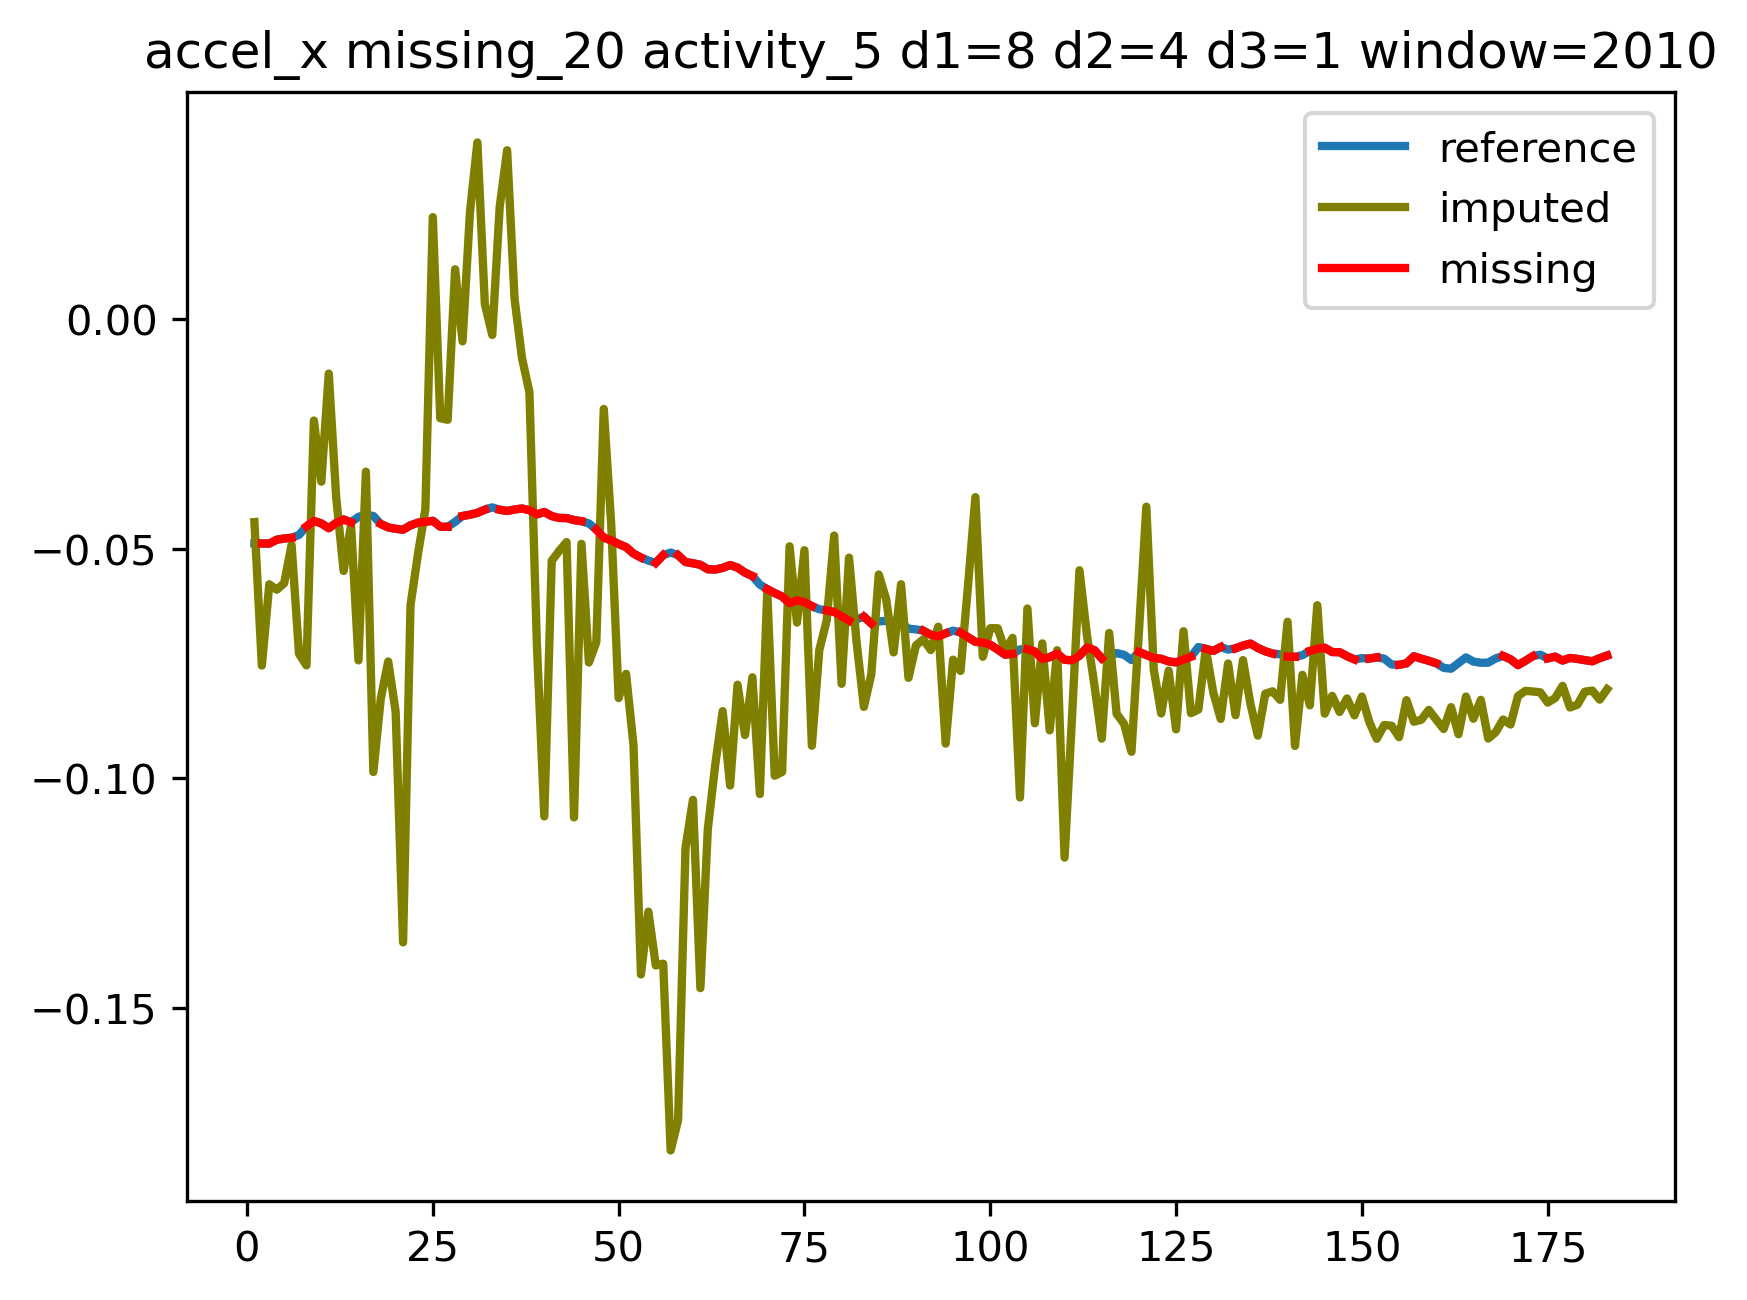 accel_x missing_20 activity_5 d1=8 d2=4 d3=1 window=2010
reference
imputed
missing
0.00
−0.05
−0.10
−0.15
0 25 50 75 100 125 150 175